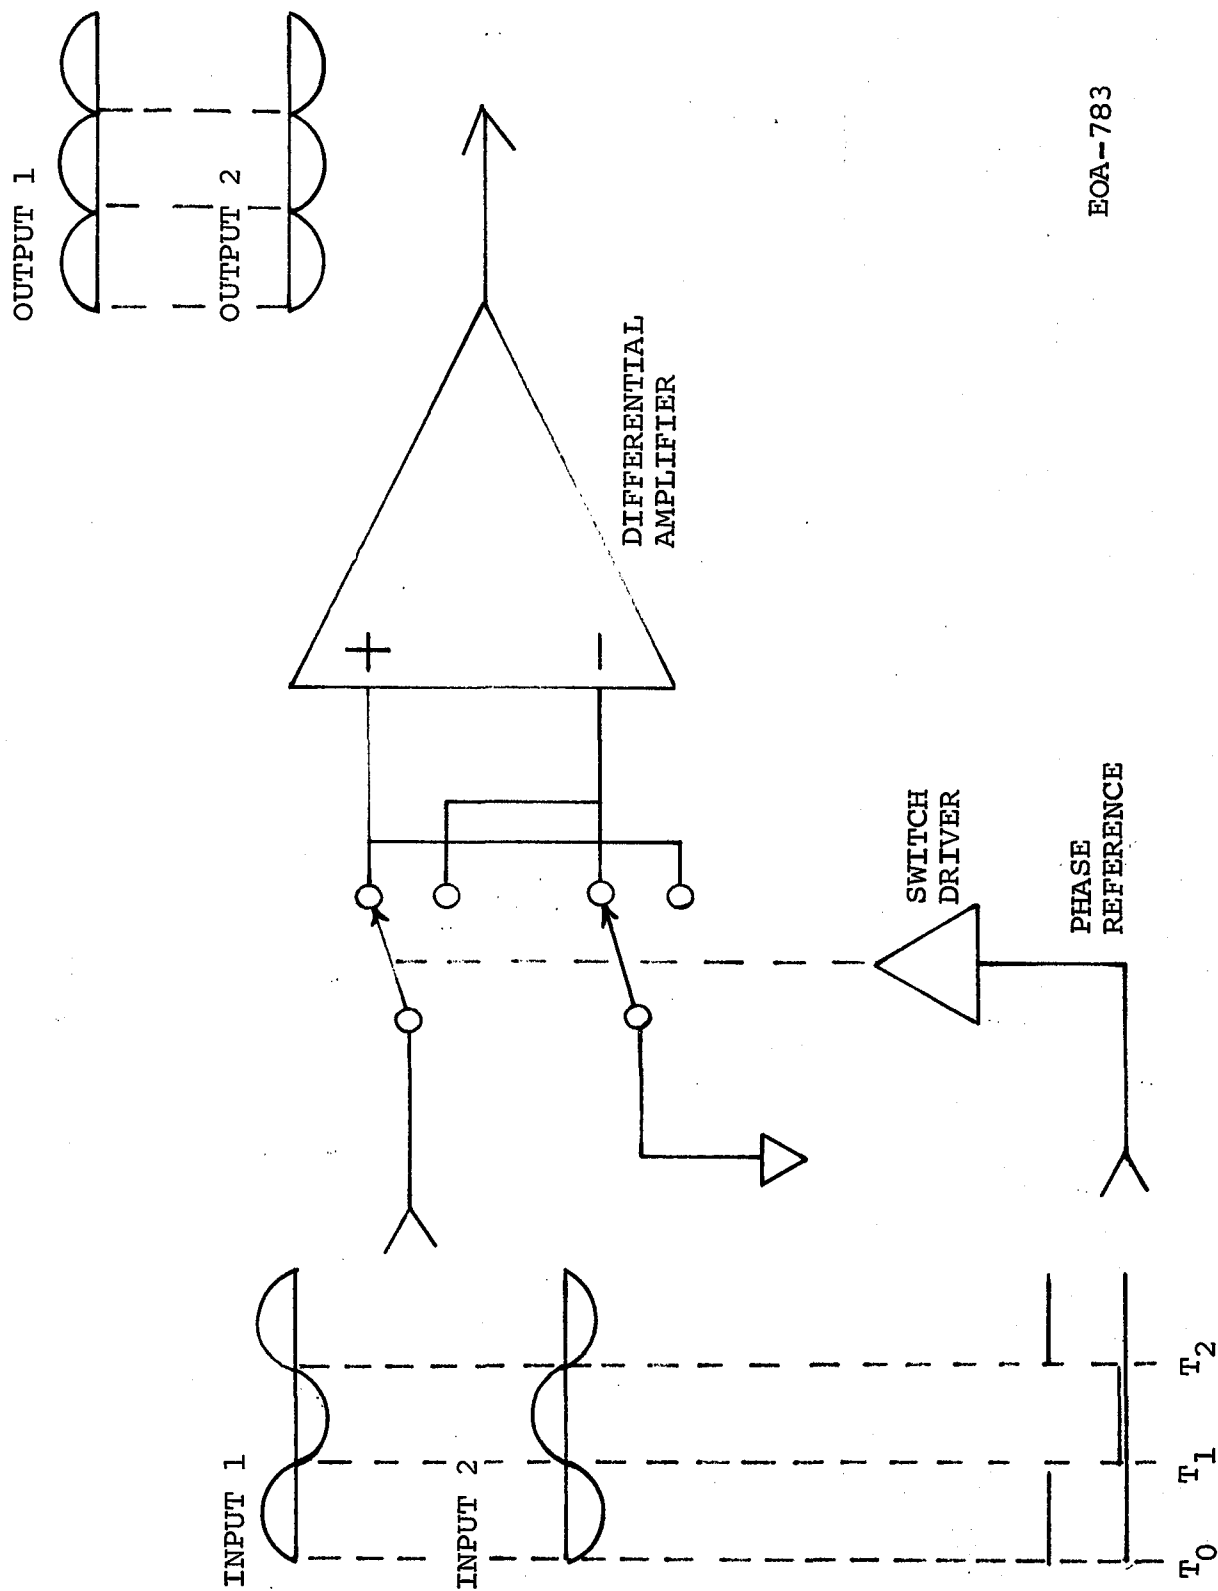 OUTPUT 1
OUTPUT 2
INPUT 1
INPUT 2
+
−
DIFFERENTIAL
AMPLIFIER
SWITCH
DRIVER
PHASE
REFERENCE
T0 T1 T2
EOA-783